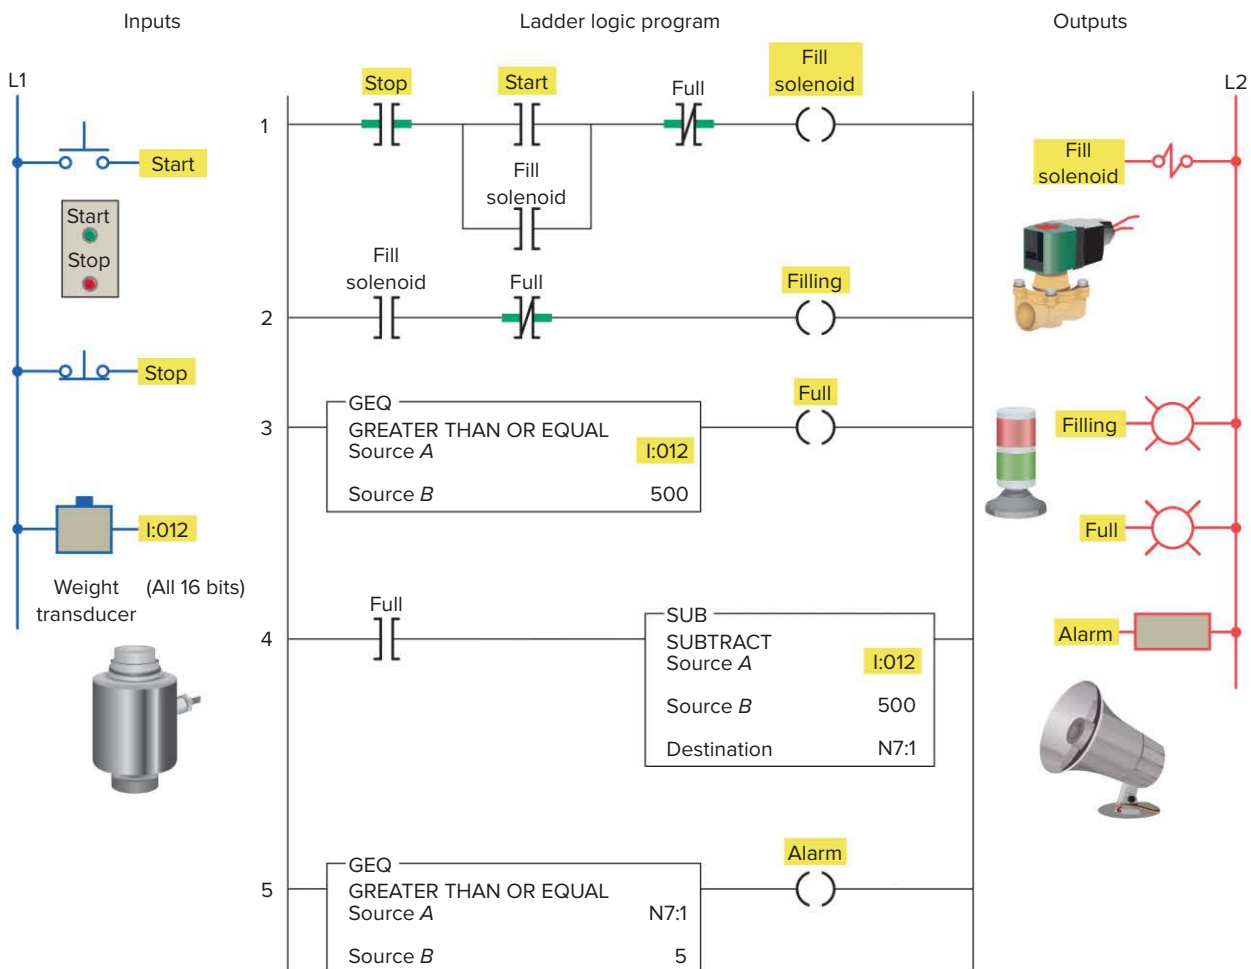 Inputs
Ladder logic program
Outputs
L1
L2
Start
Start
Stop
Stop
Weight
transducer
(All 16 bits)
I:012
1
Stop
Start
Full
Fill
solenoid
Fill
solenoid
2
Fill
solenoid
Full
Filling
3
GEQ
GREATER THAN OR EQUAL
Source A I:012
Source B 500
Full
4
Full
SUB
SUBTRACT
Source A I:012
Source B 500
Destination N7:1
5
GEQ
GREATER THAN OR EQUAL
Source A N7:1
Source B 5
Alarm
Fill
solenoid
Filling
Full
Alarm